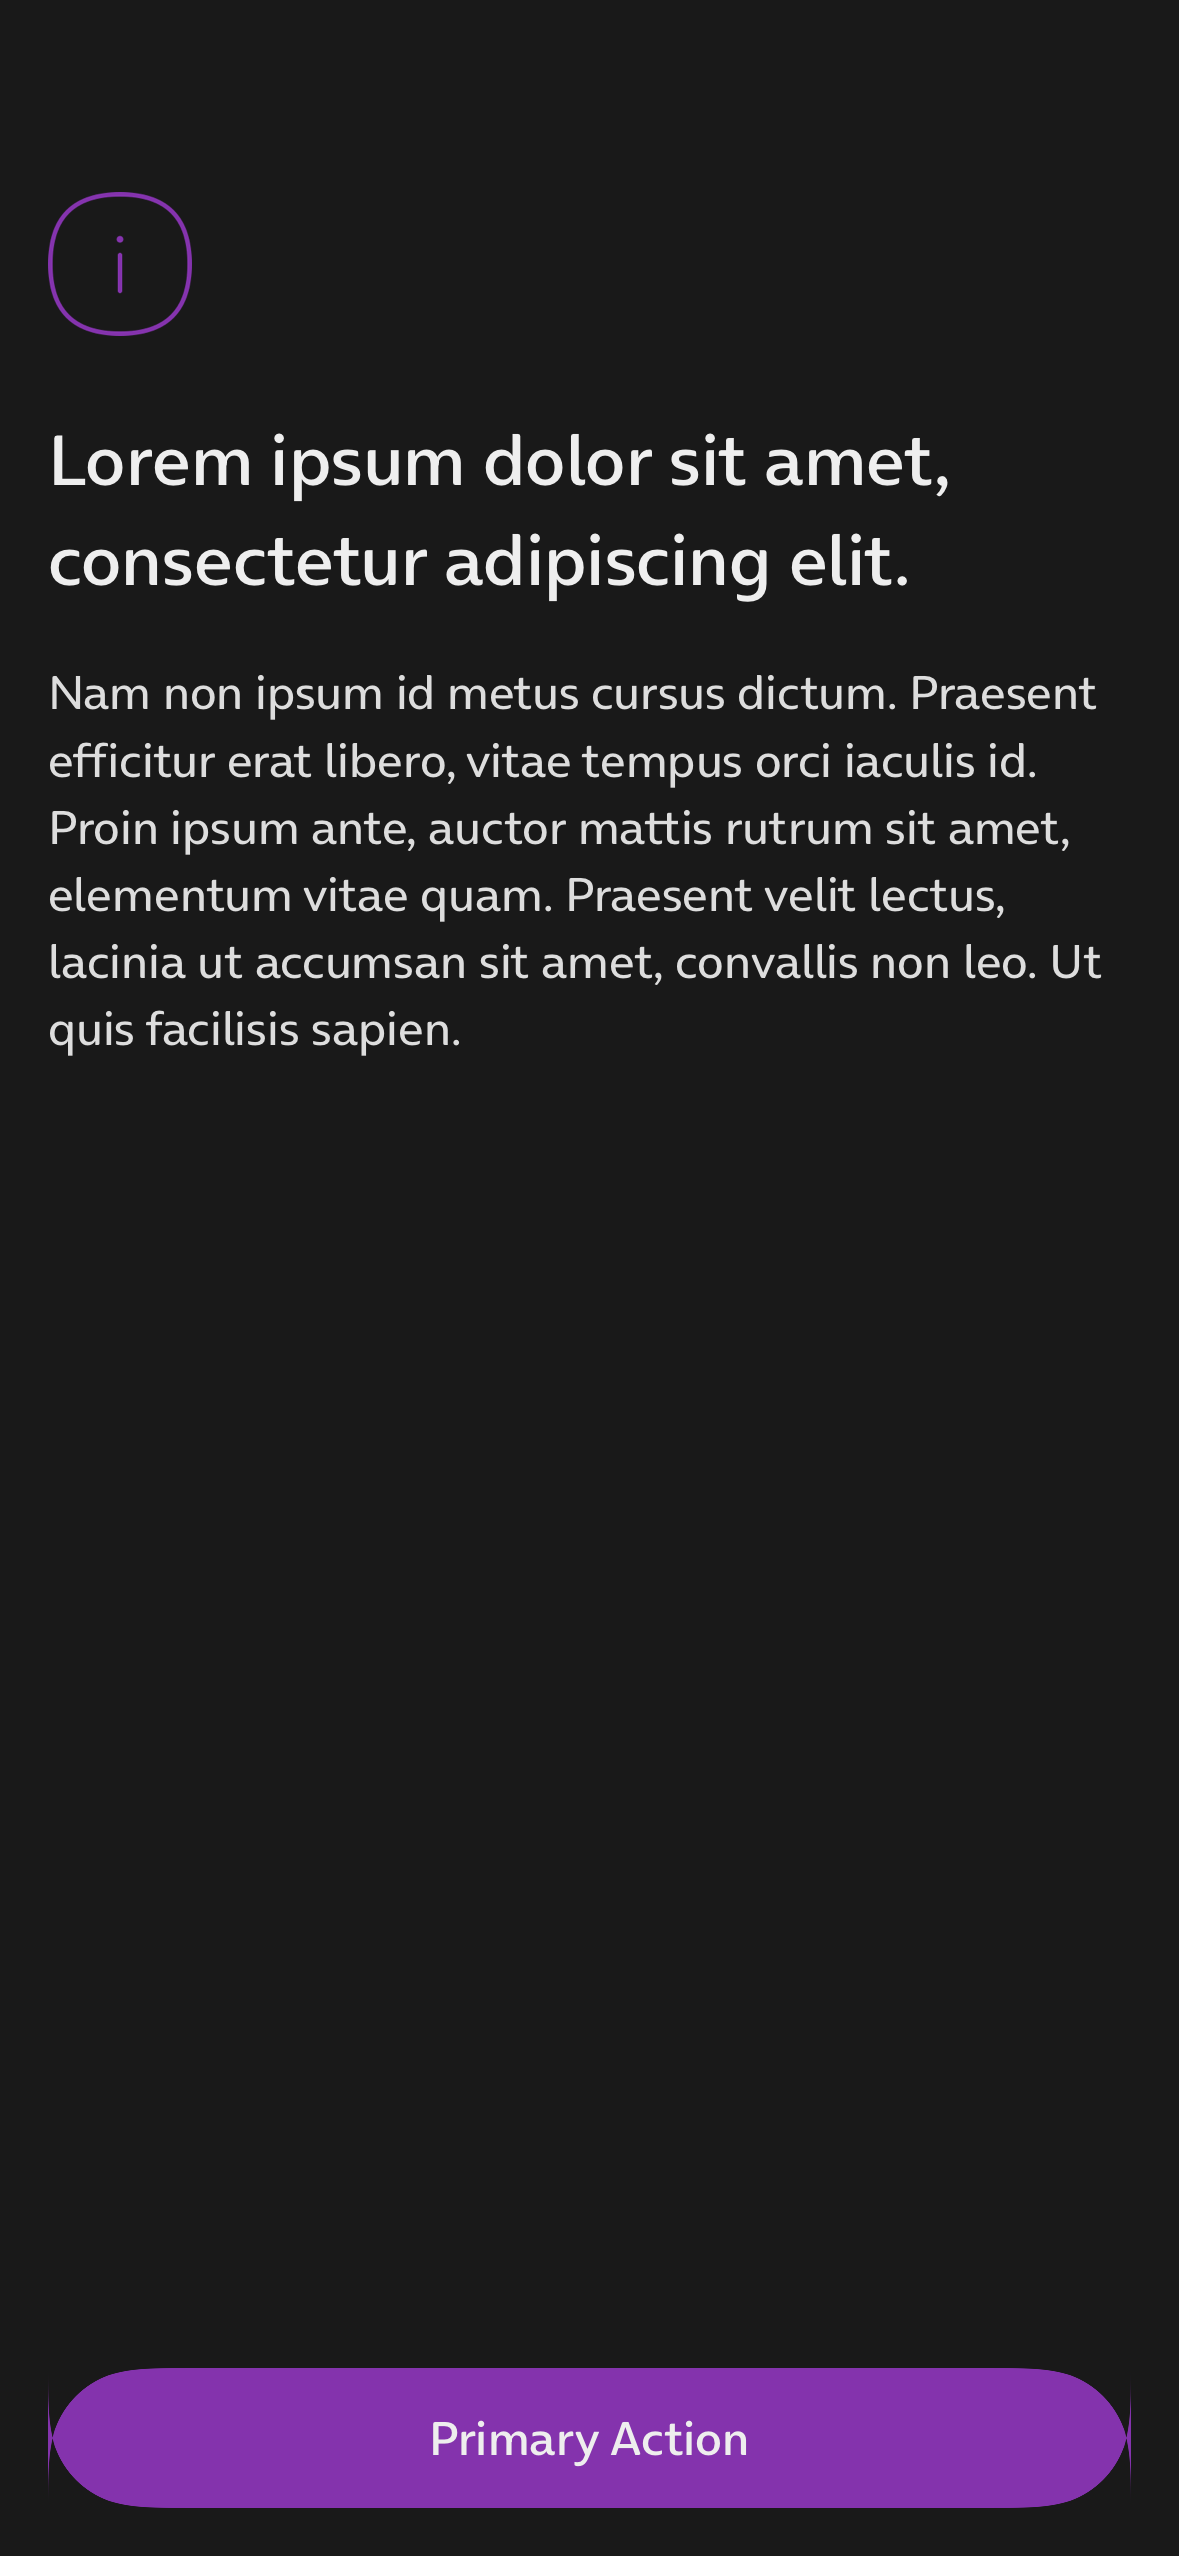 i
Lorem ipsum dolor sit amet,
consectetur adipiscing elit.
Nam non ipsum id metus cursus dictum. Praesent
efficitur erat libero, vitae tempus orci iaculis id.
Proin ipsum ante, auctor mattis rutrum sit amet,
elementum vitae quam. Praesent velit lectus,
lacinia ut accumsan sit amet, convallis non leo. Ut
quis facilisis sapien.
Primary Action